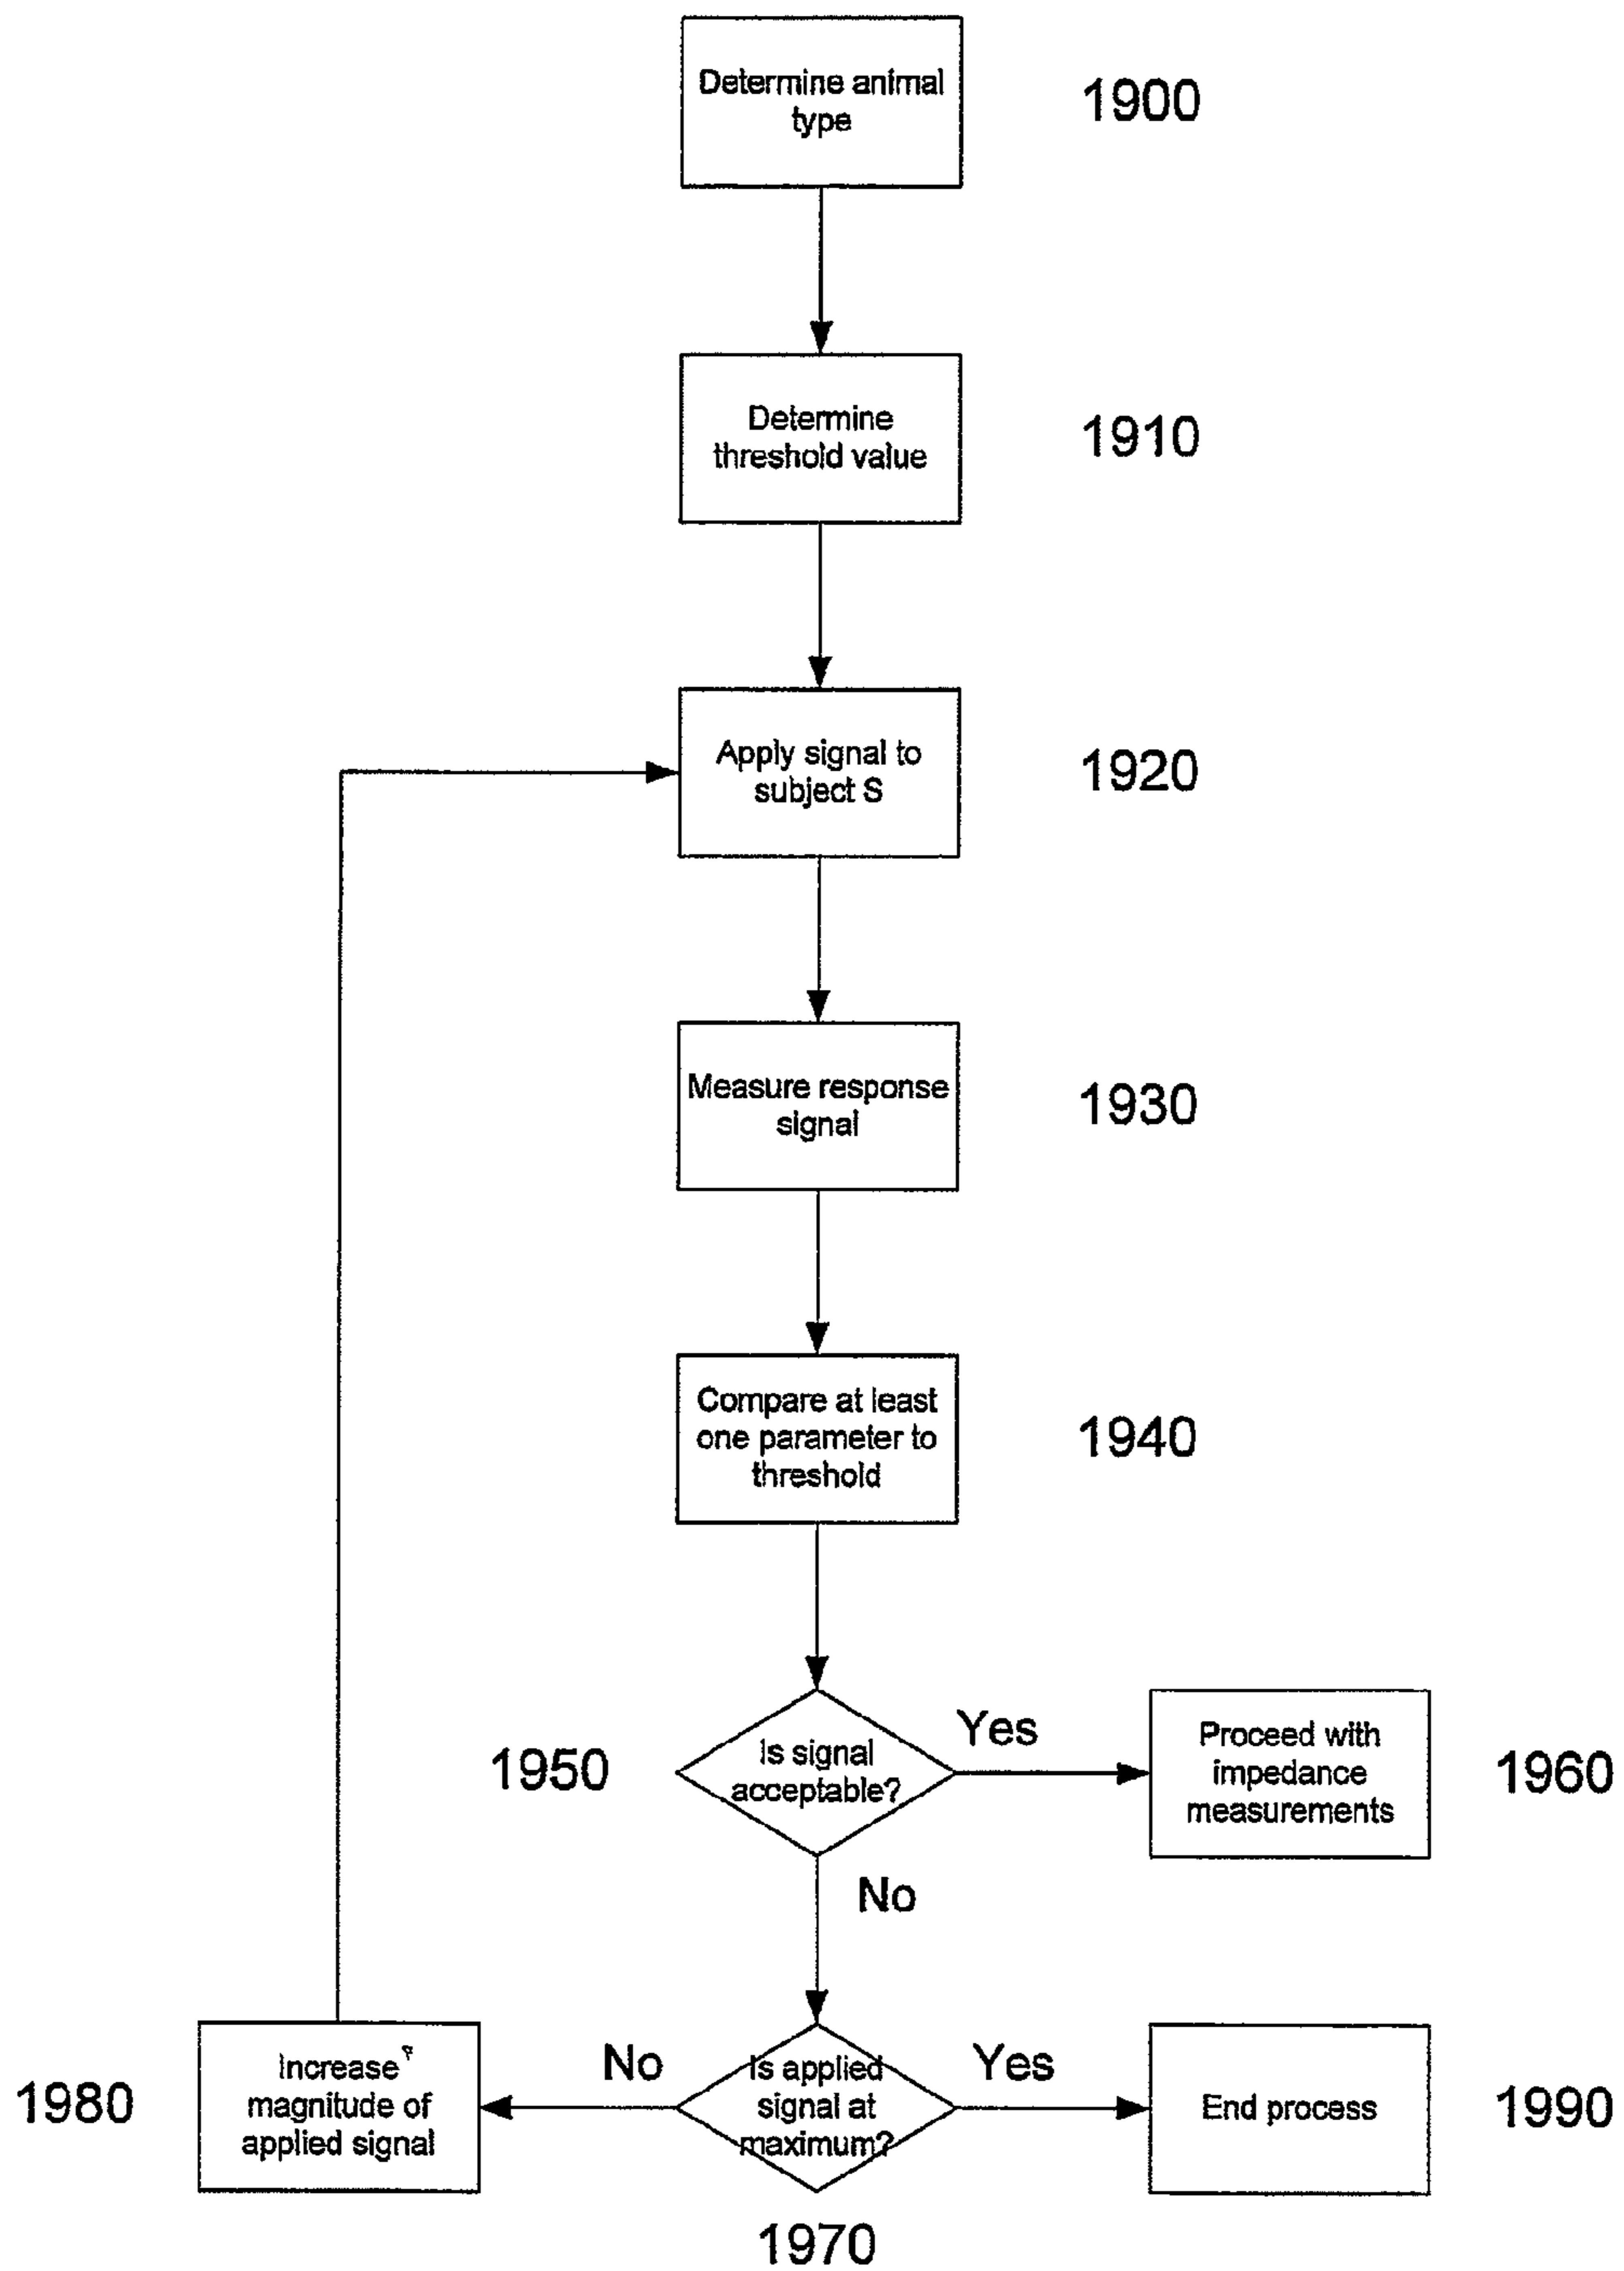 Determine animal
type
1900
Determine
threshold value
1910
Apply signal to
subject S
1920
Measure response
signal
1930
Compare at least
one parameter to
threshold
1940
1950
Is signal
acceptable?
Yes
Proceed with
impedance
measurements
1960
No
1980
Increase
magnitude of
applied signal
No
Is applied
signal at
maximum?
Yes
End process
1990
1970